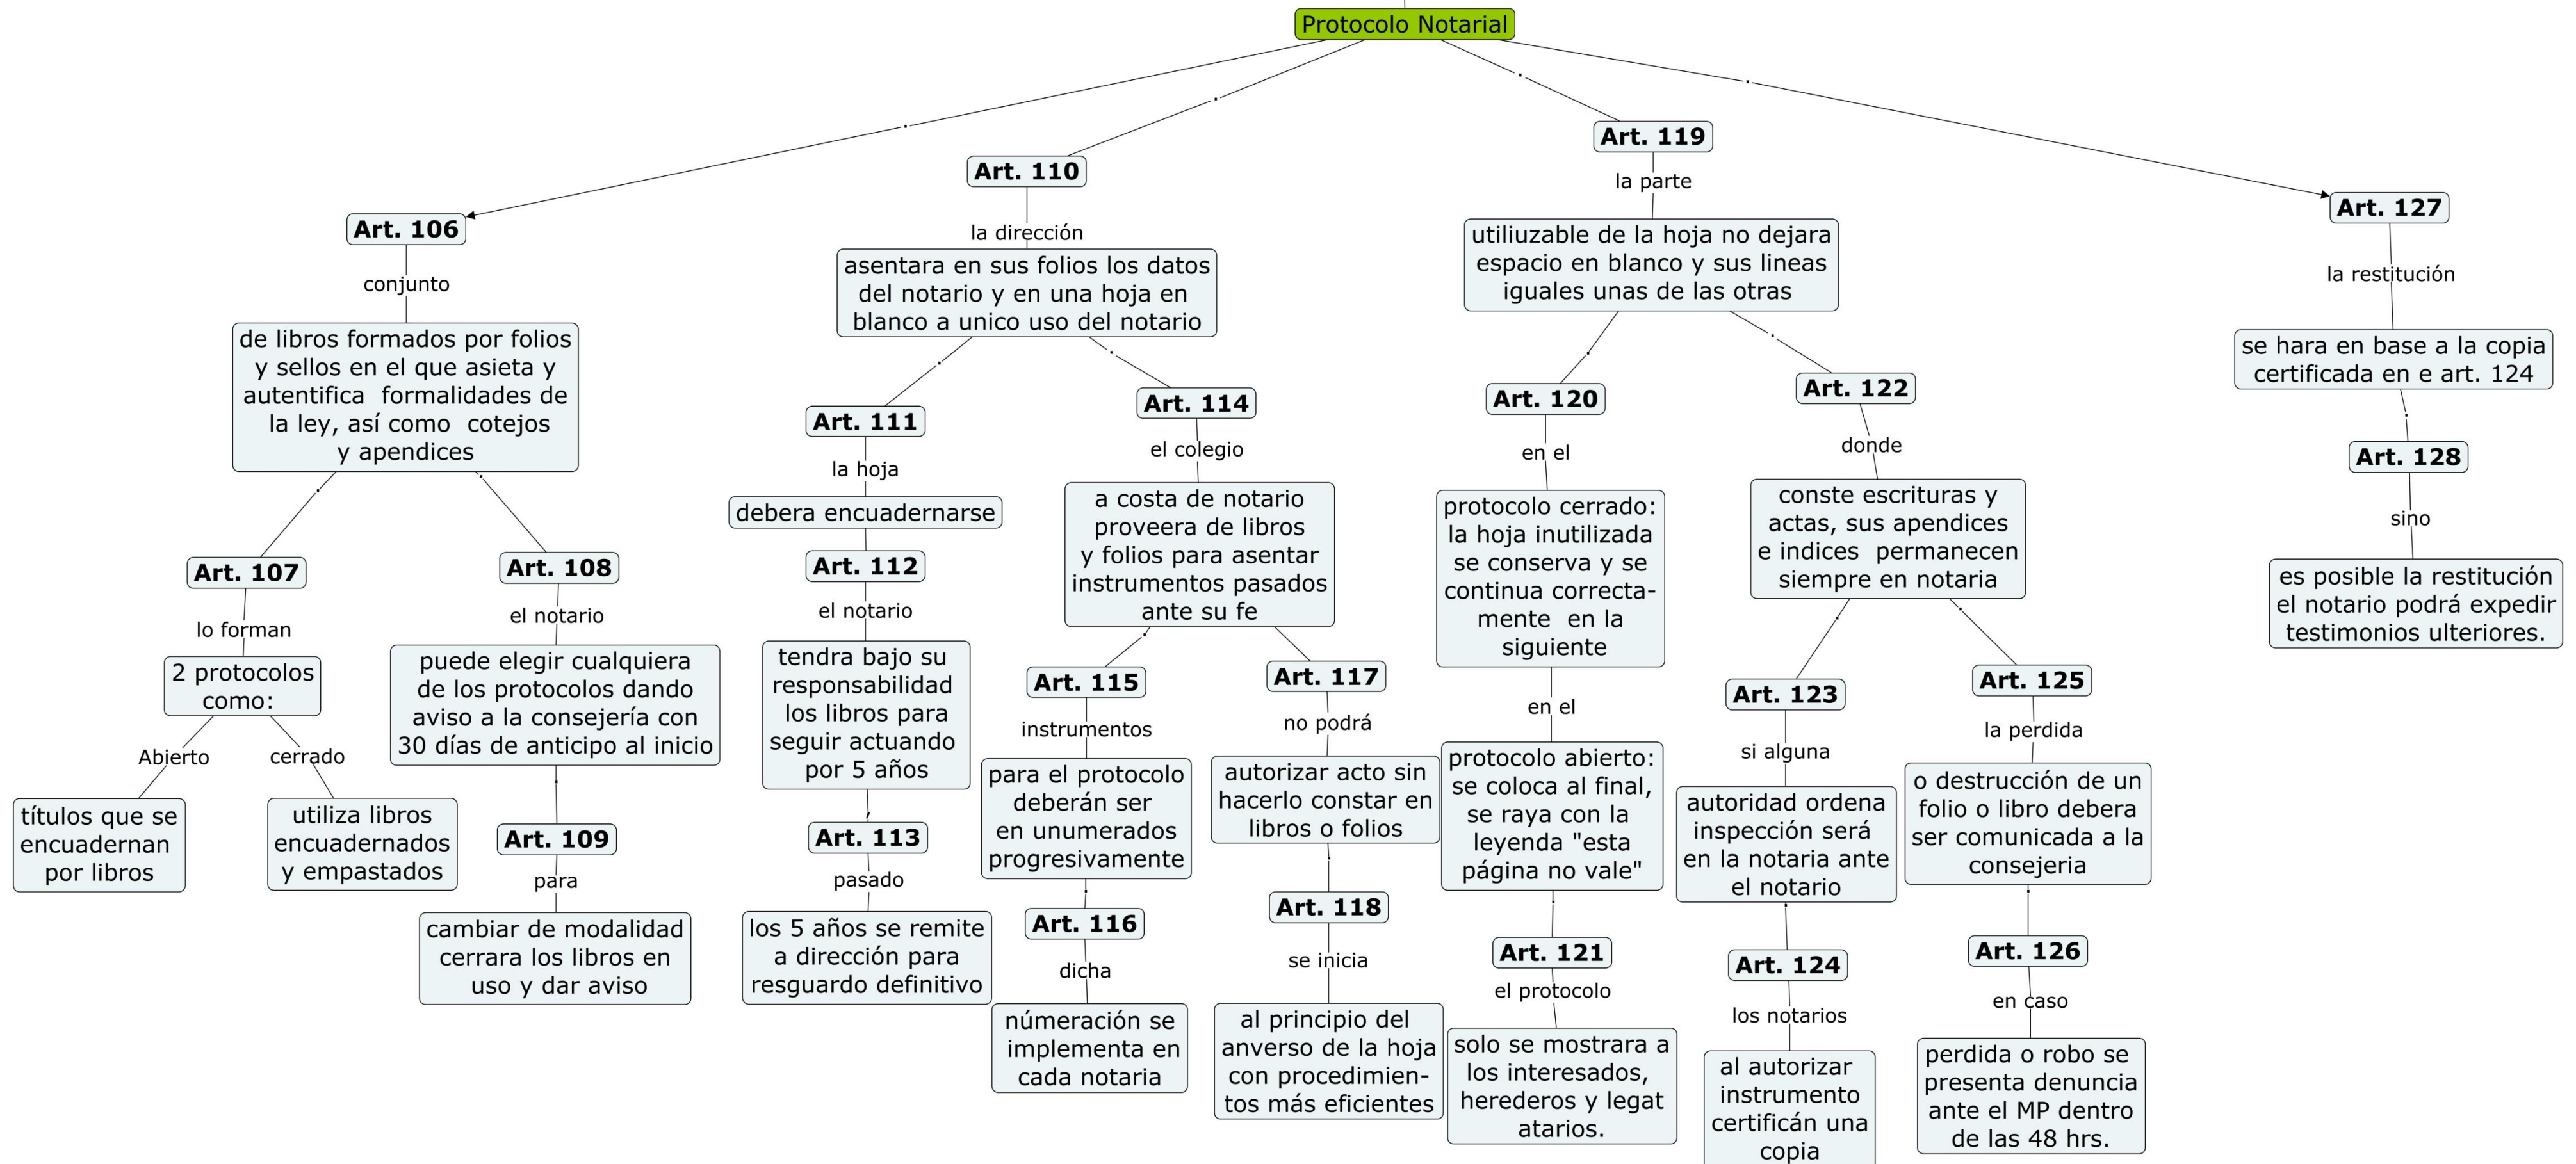 Protocolo Notarial
Art. 106
conjunto
de libros formados por folios
y sellos en el que asieta y
autentifica formalidades de
la ley, así como cotejos
y apendices
Art. 107
lo forman
2 protocolos
como:
Abierto
títulos que se
encuadernan
por libros
cerrado
utiliza libros
encuadernados
y empastados
Art. 108
el notario
puede elegir cualquiera
de los protocolos dando
aviso a la consejería con
30 días de anticipo al inicio
Art. 109
para
cambiar de modalidad
cerrara los libros en
uso y dar aviso
Art. 110
la dirección
asentara en sus folios los datos
del notario y en una hoja en
blanco a unico uso del notario
Art. 111
la hoja
debera encuadernarse
Art. 112
el notario
tendra bajo su
responsabilidad
los libros para
seguir actuando
por 5 años
Art. 113
pasado
los 5 años se remite
a dirección para
resguardo definitivo
Art. 114
el colegio
a costa de notario
proveera de libros
y folios para asentar
instrumentos pasados
ante su fe
Art. 115
instrumentos
para el protocolo
deberán ser
en unumerados
progresivamente
Art. 116
dicha
númeración se
implementa en
cada notaria
Art. 117
no podrá
autorizar acto sin
hacerlo constar en
libros o folios
Art. 118
se inicia
al principio del
anverso de la hoja
con procedimien-
tos más eficientes
Art. 119
la parte
utiliuzable de la hoja no dejara
espacio en blanco y sus lineas
iguales unas de las otras
Art. 120
en el
protocolo cerrado:
la hoja inutilizada
se conserva y se
continua correcta-
mente en la
siguiente
en el
protocolo abierto:
se coloca al final,
se raya con la
leyenda "esta
página no vale"
Art. 121
el protocolo
solo se mostrara a
los interesados,
herederos y legat
atarios.
Art. 122
donde
conste escrituras y
actas, sus apendices
e indices permanecen
siempre en notaria
Art. 123
si alguna
autoridad ordena
inspección será
en la notaria ante
el notario
Art. 124
los notarios
al autorizar
instrumento
certificán una
copia
Art. 125
la perdida
o destrucción de un
folio o libro debera
ser comunicada a la
consejeria
Art. 126
en caso
perdida o robo se
presenta denuncia
ante el MP dentro
de las 48 hrs.
Art. 127
la restitución
se hara en base a la copia
certificada en e art. 124
Art. 128
sino
es posible la restitución
el notario podrá expedir
testimonios ulteriores.